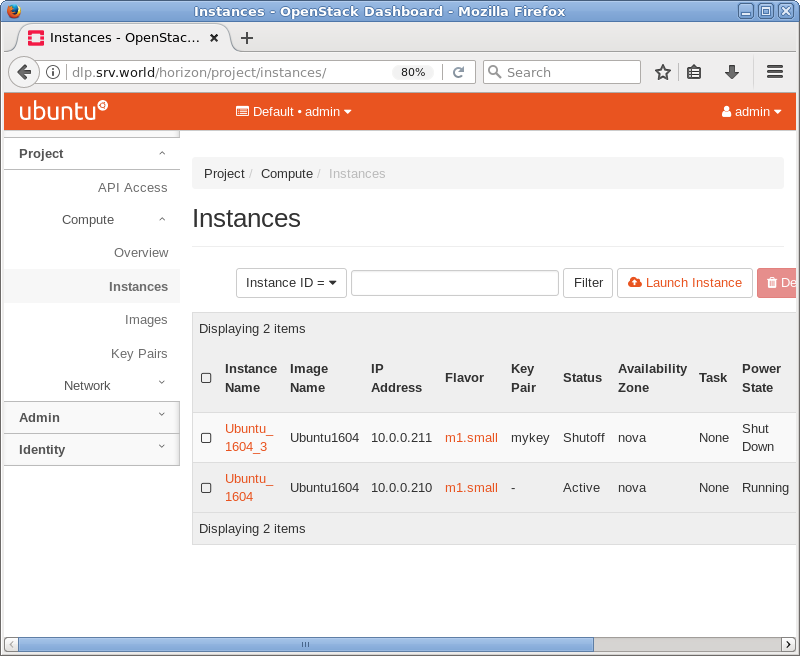 Instances - OpenStack Dashboard - Mozilla Firefox
Instances - OpenStac...
dlp.srv.world/horizon/project/instances/ 80% Search
ubuntu Default • admin admin
Project
API Access
Compute
Overview
Instances
Images
Key Pairs
Network
Admin
Identity
Project / Compute / Instances
Instances
Instance ID = Filter Launch Instance De
Displaying 2 items
Instance Name Image Name IP Address Flavor Key Pair Status Availability Zone Task Power State
Ubuntu_1604_3 Ubuntu1604 10.0.0.211 m1.small mykey Shutoff nova None Shut Down
Ubuntu_1604 Ubuntu1604 10.0.0.210 m1.small - Active nova None Running
Displaying 2 items